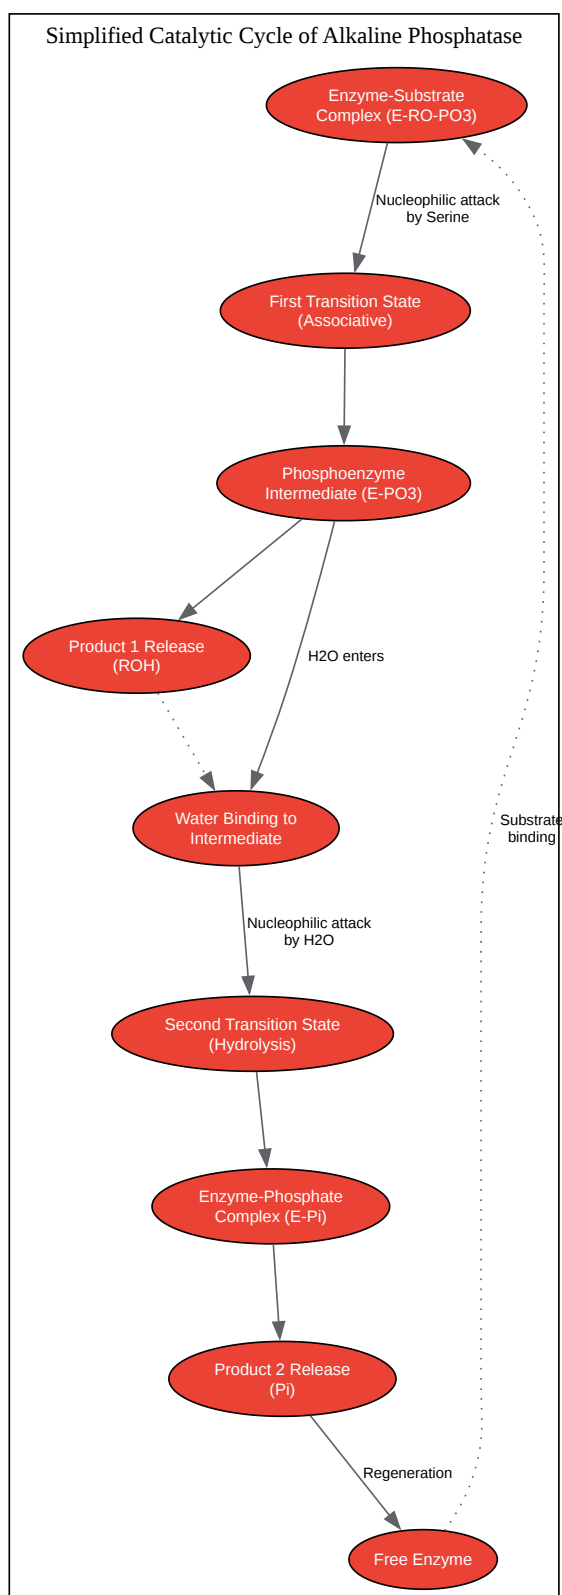 Simplified Catalytic Cycle of Alkaline Phosphatase
Enzyme-Substrate
Complex (E-RO-PO3)
Nucleophilic attack
by Serine
First Transition State
(Associative)
Phosphoenzyme
Intermediate (E-PO3)
Product 1 Release
(ROH)
H2O enters
Water Binding to
Intermediate
Substrate
binding
Nucleophilic attack
by H2O
Second Transition State
(Hydrolysis)
Enzyme-Phosphate
Complex (E-Pi)
Product 2 Release
(Pi)
Regeneration
Free Enzyme